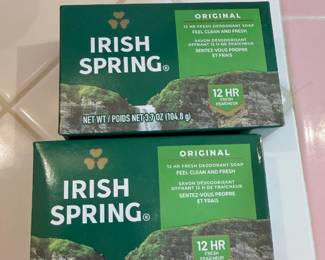 IRISH
SPRING®
ORIGINAL
12 HR FRESH DEODORANT SOAP
FEEL CLEAN AND FRESH
SAVON DÉSODORISANT
OFFRANT 12 H DE FRAÎCHEUR
SENTEZ-VOUS PROPRE
ET FRAIS
12 HR
FRESH
FRAÎCHEUR
NET WT / POIDS NET 3.7 OZ (104.8 g)
IRISH
SPRING®
ORIGINAL
12 HR FRESH DEODORANT SOAP
FEEL CLEAN AND FRESH
SAVON DÉSODORISANT
OFFRANT 12 H DE FRAÎCHEUR
SENTEZ-VOUS PROPRE
ET FRAIS
12 HR
FRESH
FRAÎCHEUR